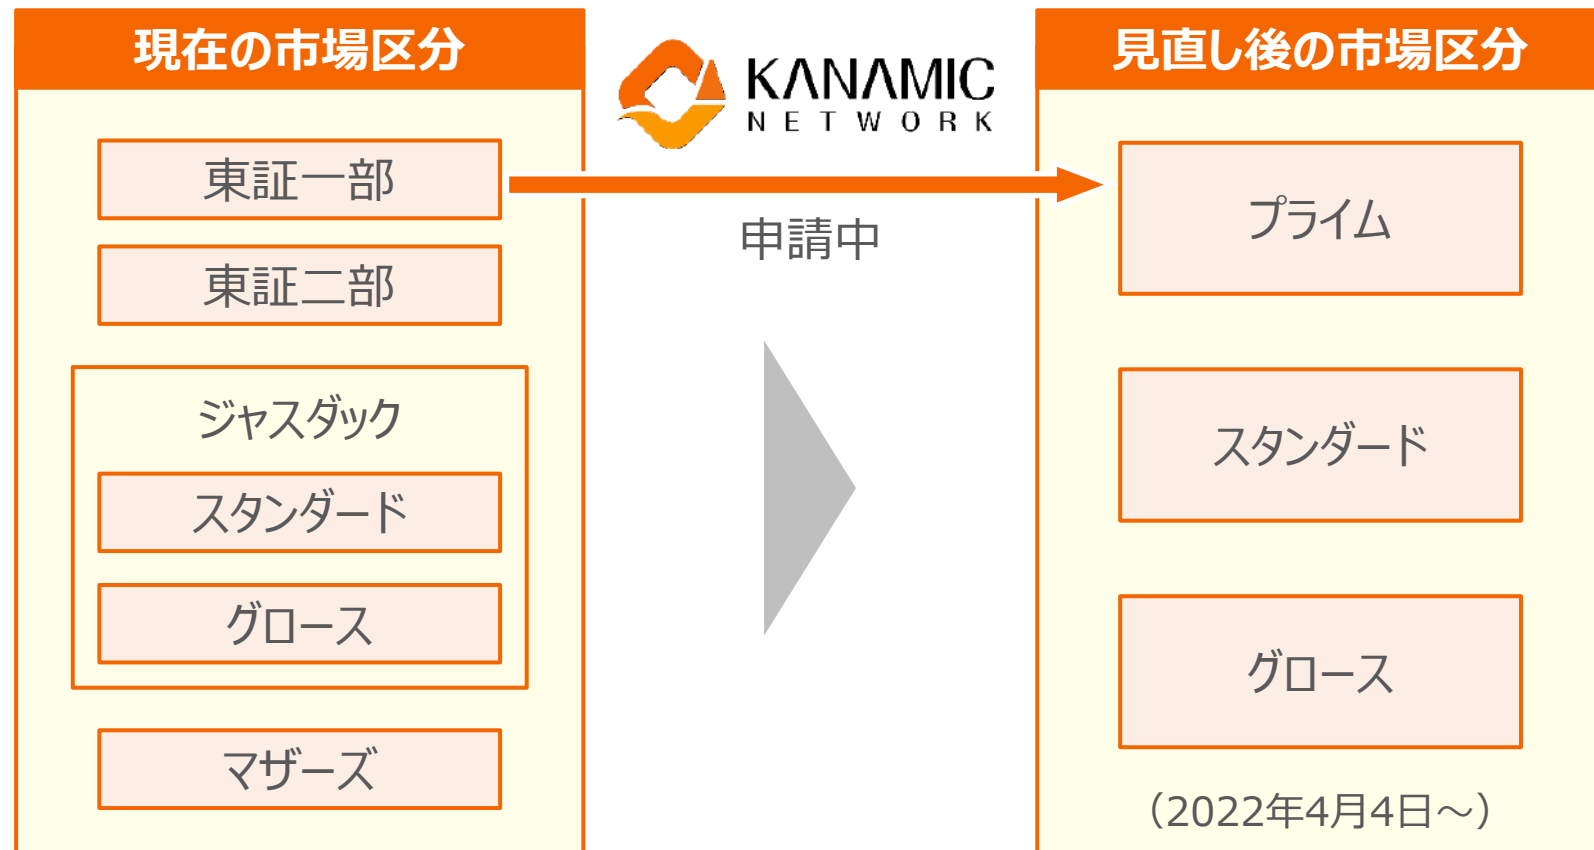 現在の市場区分
東証一部
東証二部
ジャスダック
スタンダード
グロース
マザーズ
KANAMIC
NETWORK
申請中
見直し後の市場区分
プライム
スタンダード
グロース
（2022年4月4日～）